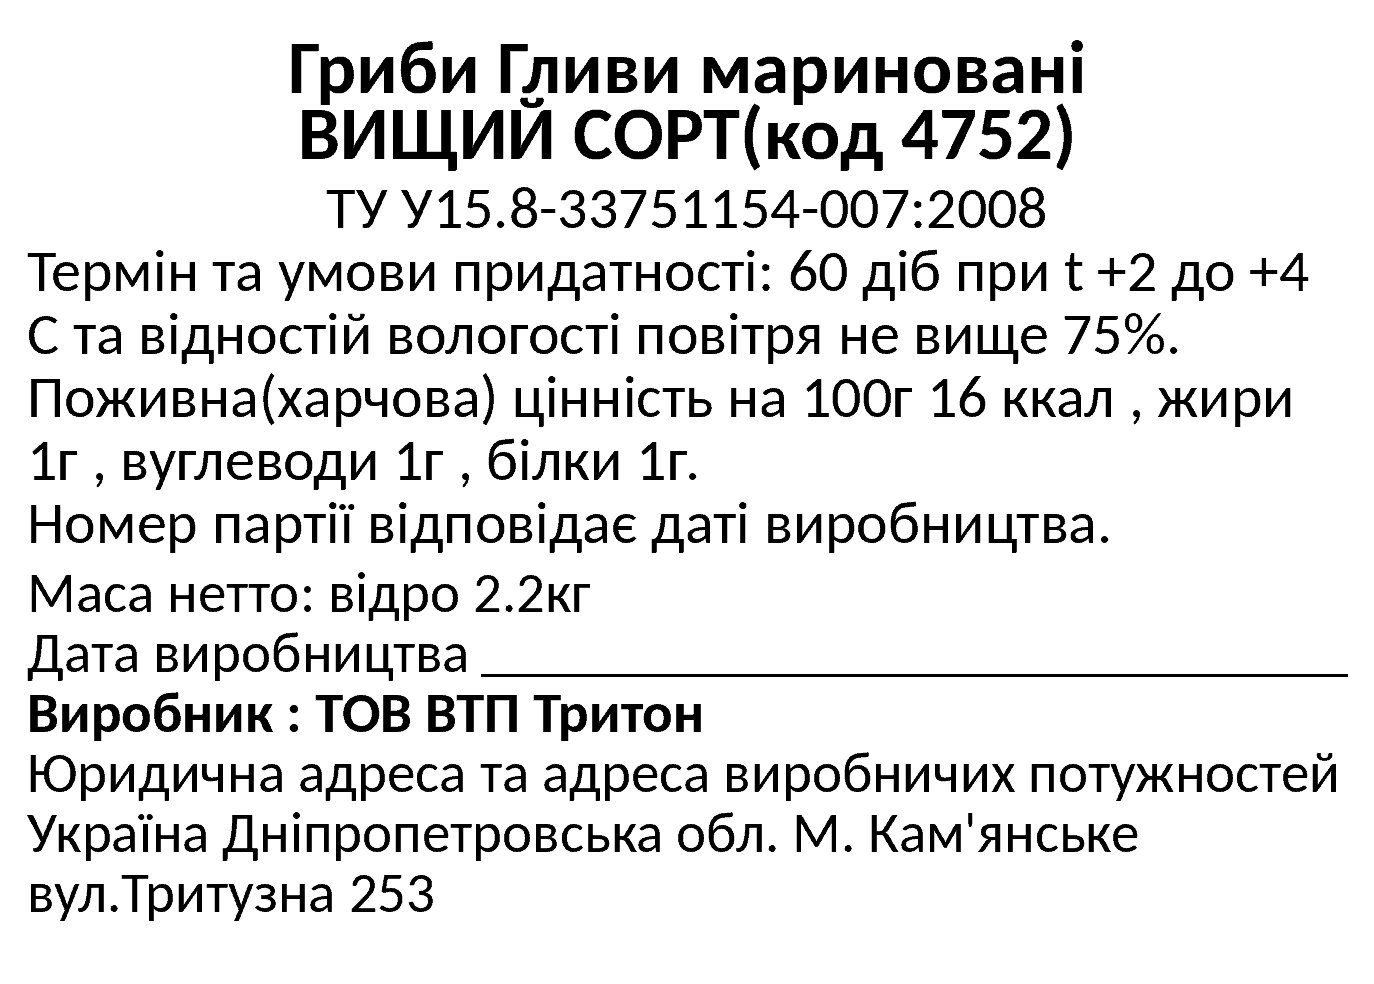 Гриби Гливи мариновані
ВИЩИЙ СОРТ(код 4752)
ТУ У15.8-33751154-007:2008
Термін та умови придатності: 60 діб при t +2 до +4
С та відностій вологості повітря не вище 75%.
Поживна(харчова) цінність на 100г 16 ккал , жири
1г , вуглеводи 1г , білки 1г.
Номер партії відповідає даті виробництва.
Маса нетто: відро 2.2кг
Дата виробництва ______________________________
Виробник : ТОВ ВТП Тритон
Юридична адреса та адреса виробничих потужностей
Україна Дніпропетровська обл. М. Кам'янське
вул.Тритузна 253